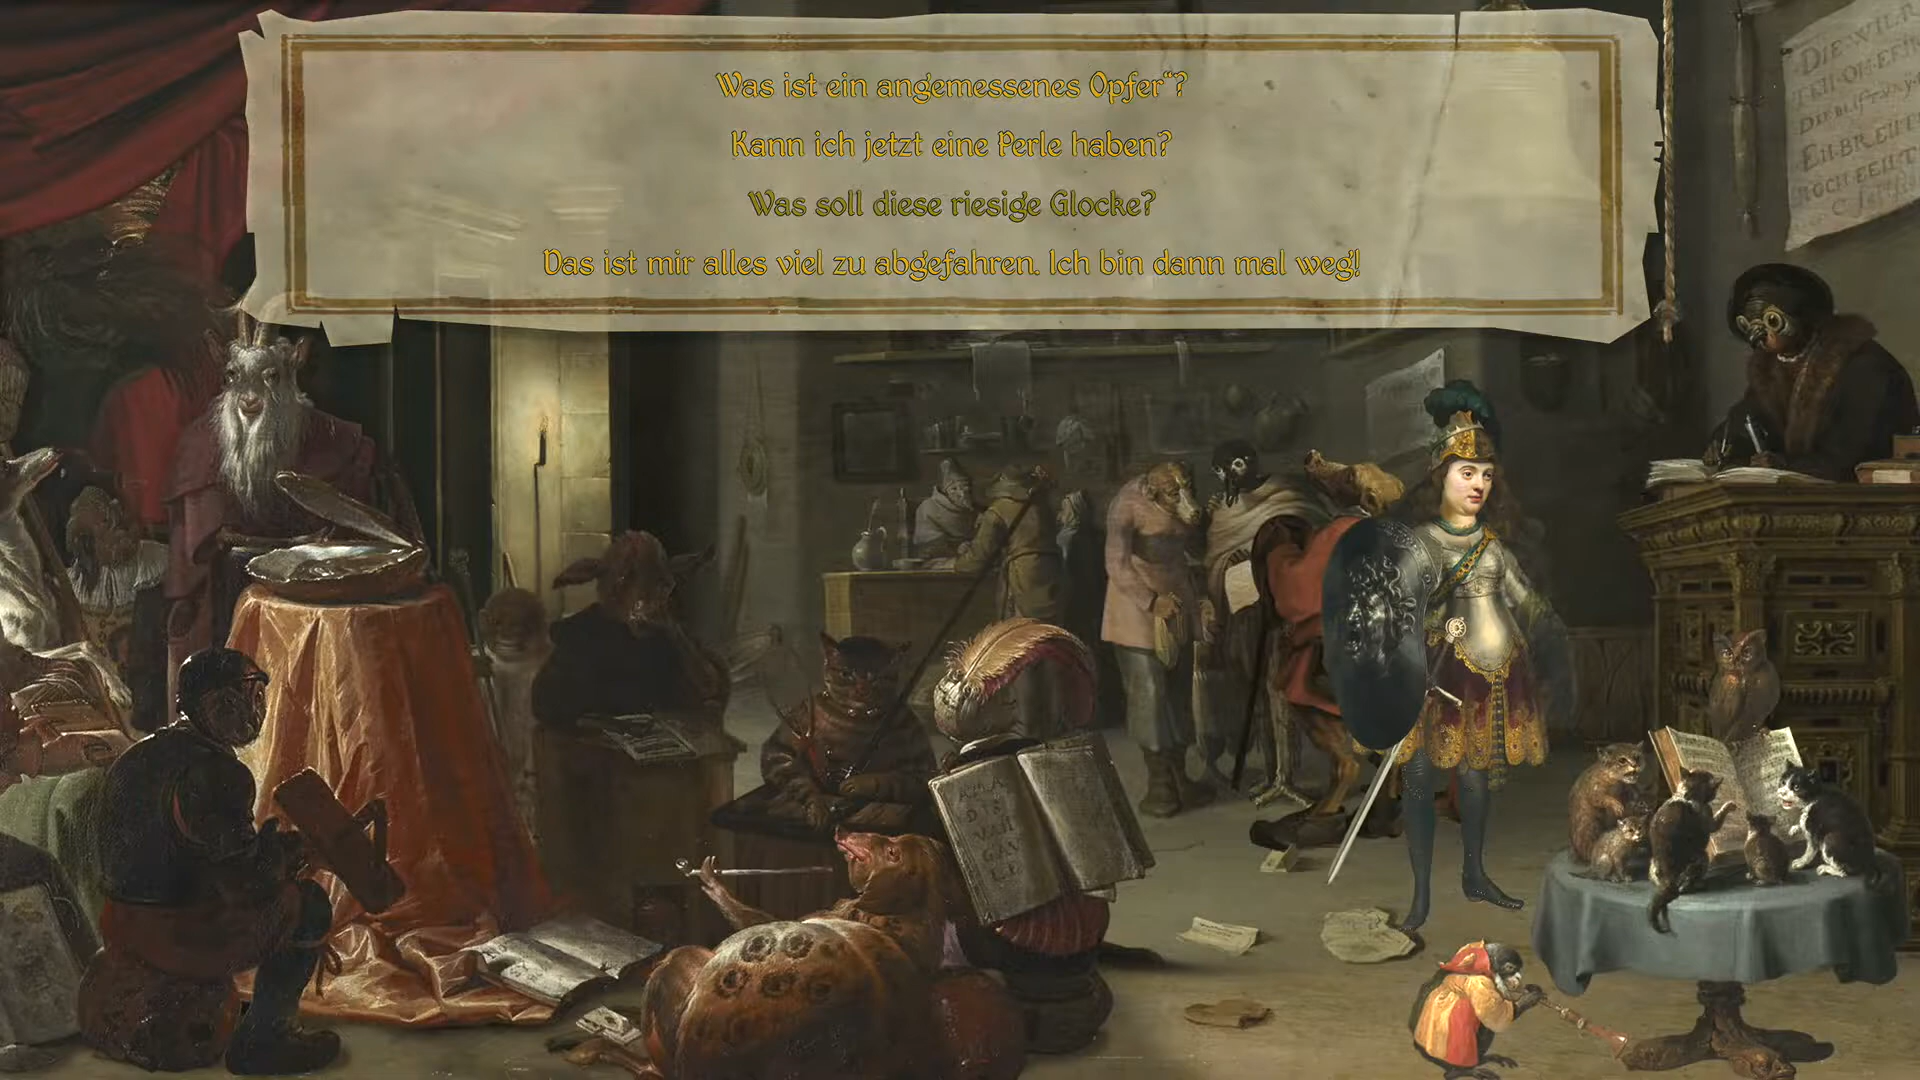 Was ist ein angemessenes Opfer“?
Kann ich jetzt eine Perle haben?
Was soll diese riesige Glocke?
Das ist mir alles viel zu abgefahren. Ich bin dann mal weg!